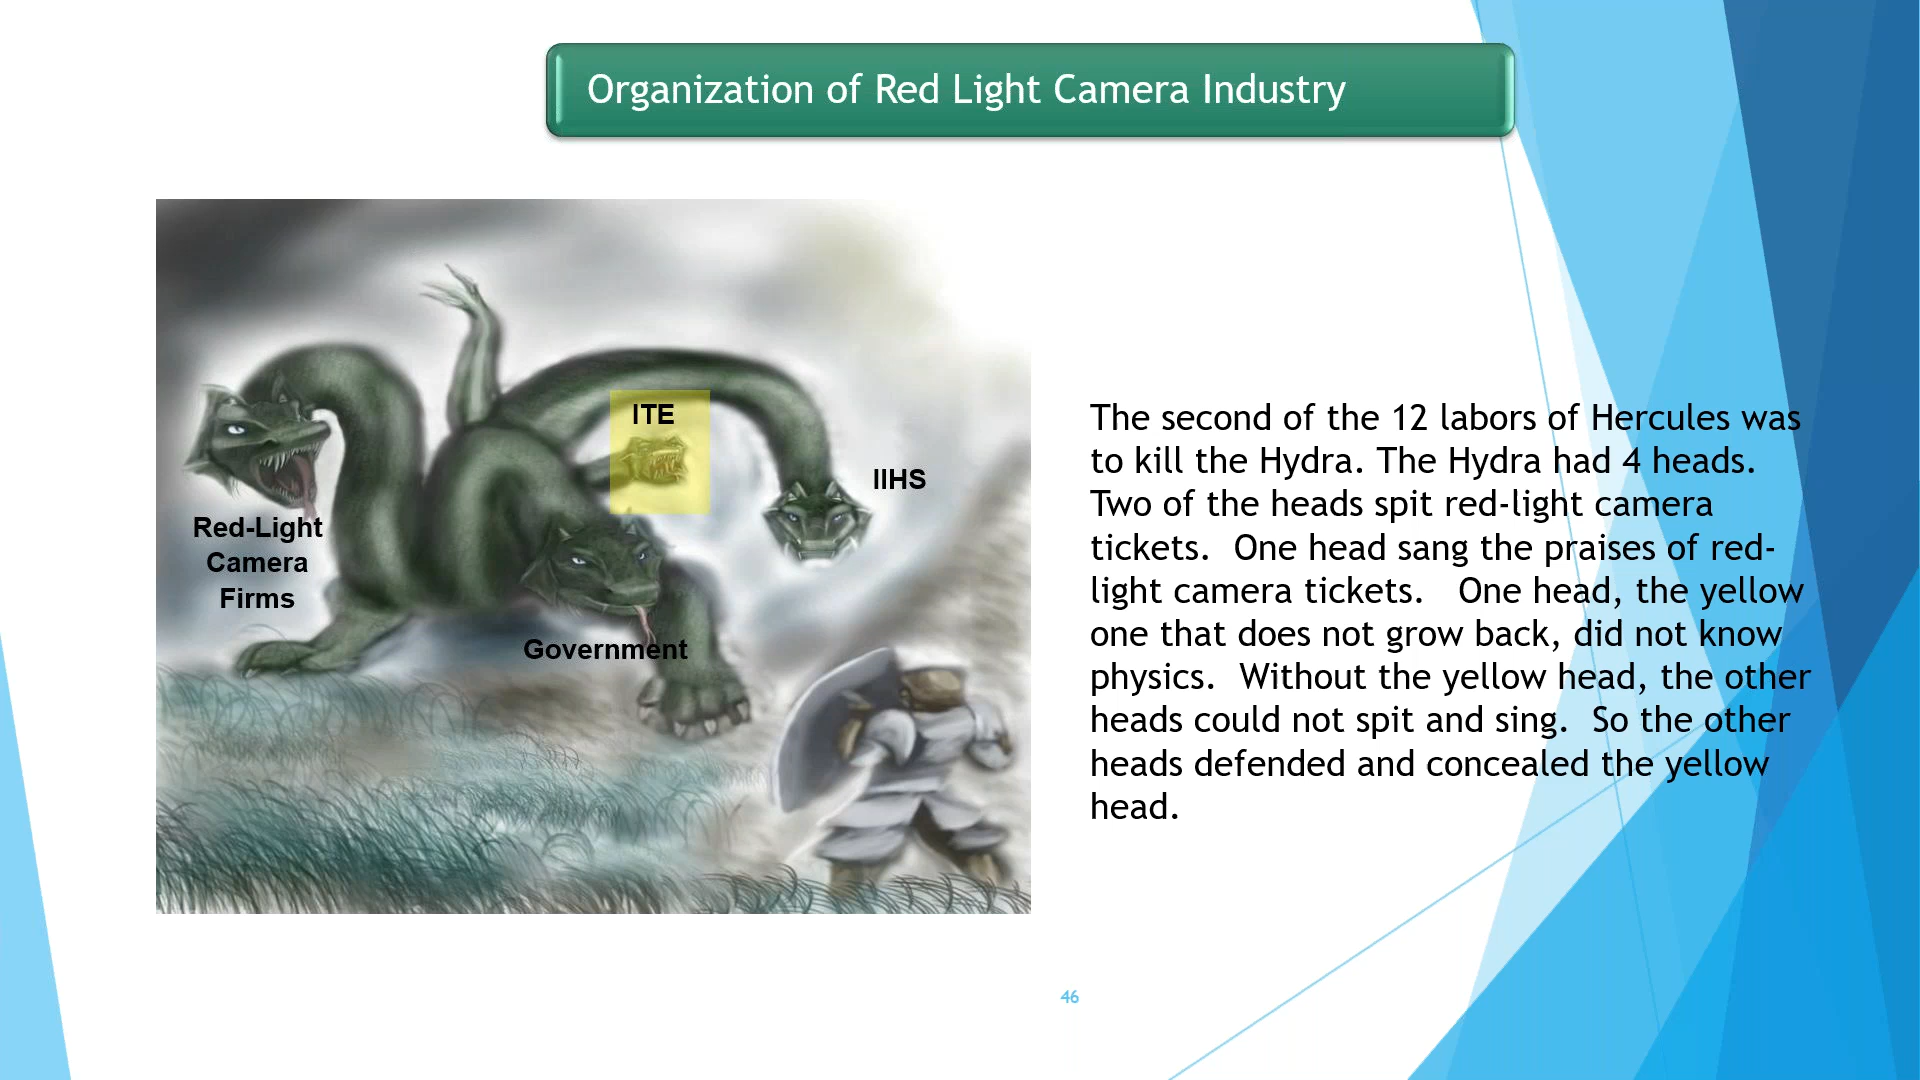 Organization of Red Light Camera Industry
ITE
IIHS
Red-Light
Camera
Firms
Government
The second of the 12 labors of Hercules was
to kill the Hydra. The Hydra had 4 heads.
Two of the heads spit red-light camera
tickets.  One head sang the praises of red-
light camera tickets.   One head, the yellow
one that does not grow back, did not know
physics.  Without the yellow head, the other
heads could not spit and sing.  So the other
heads defended and concealed the yellow
head.
46